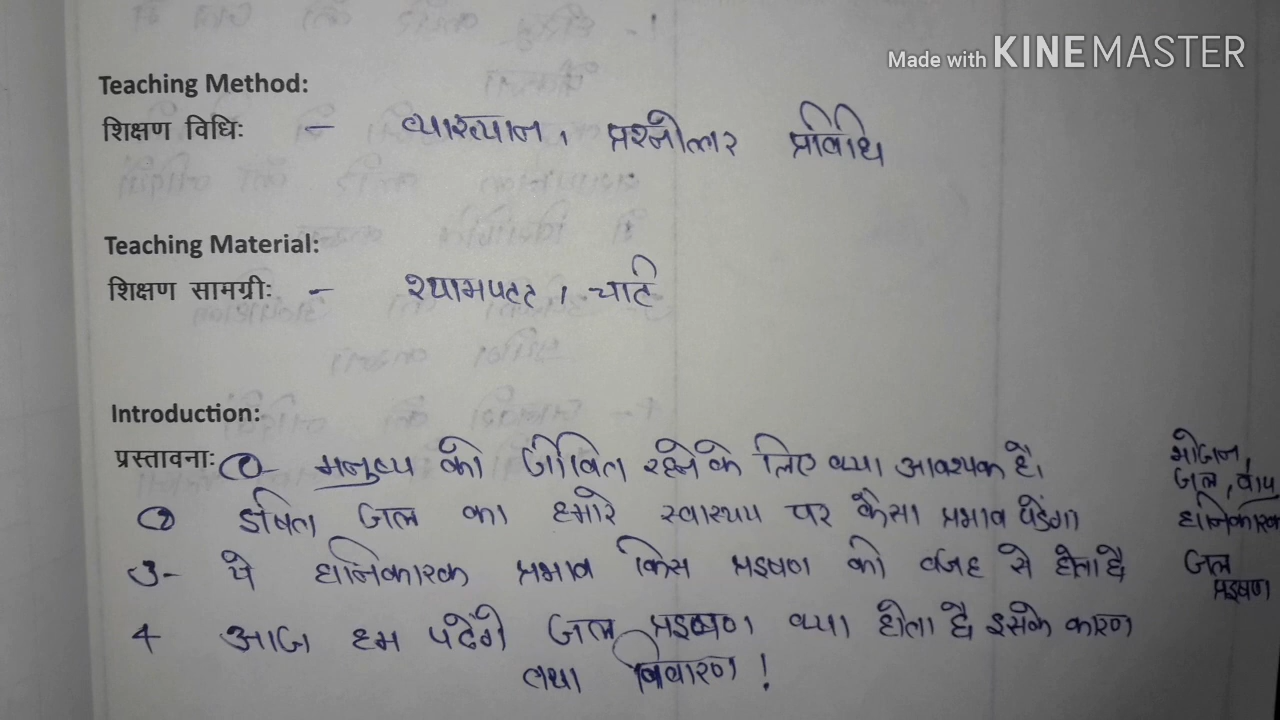 Made with KINEMASTER
Teaching Method:
शिक्षण विधिः - व्याख्यान, प्रश्नोत्तर प्रविधि
Teaching Material:
शिक्षण सामग्रीः - श्यामपटट, चार्ट
Introduction:
प्रस्तावनाः ①- मनुष्य को जीवित रहने के लिए क्या आवश्यक है। भोजन, जल, वायु
② दुषित जल का हमारे स्वास्थय पर कैसा प्रभाव पड़ेगा हानिकारक
3- ये हानिकारक प्रभाव किस प्रदुषण की वजह से होता है जल प्रदुषण
4 आज हम पढेंगे जल प्रदुषण क्या होता है इसके कारण
तथा निवारण !